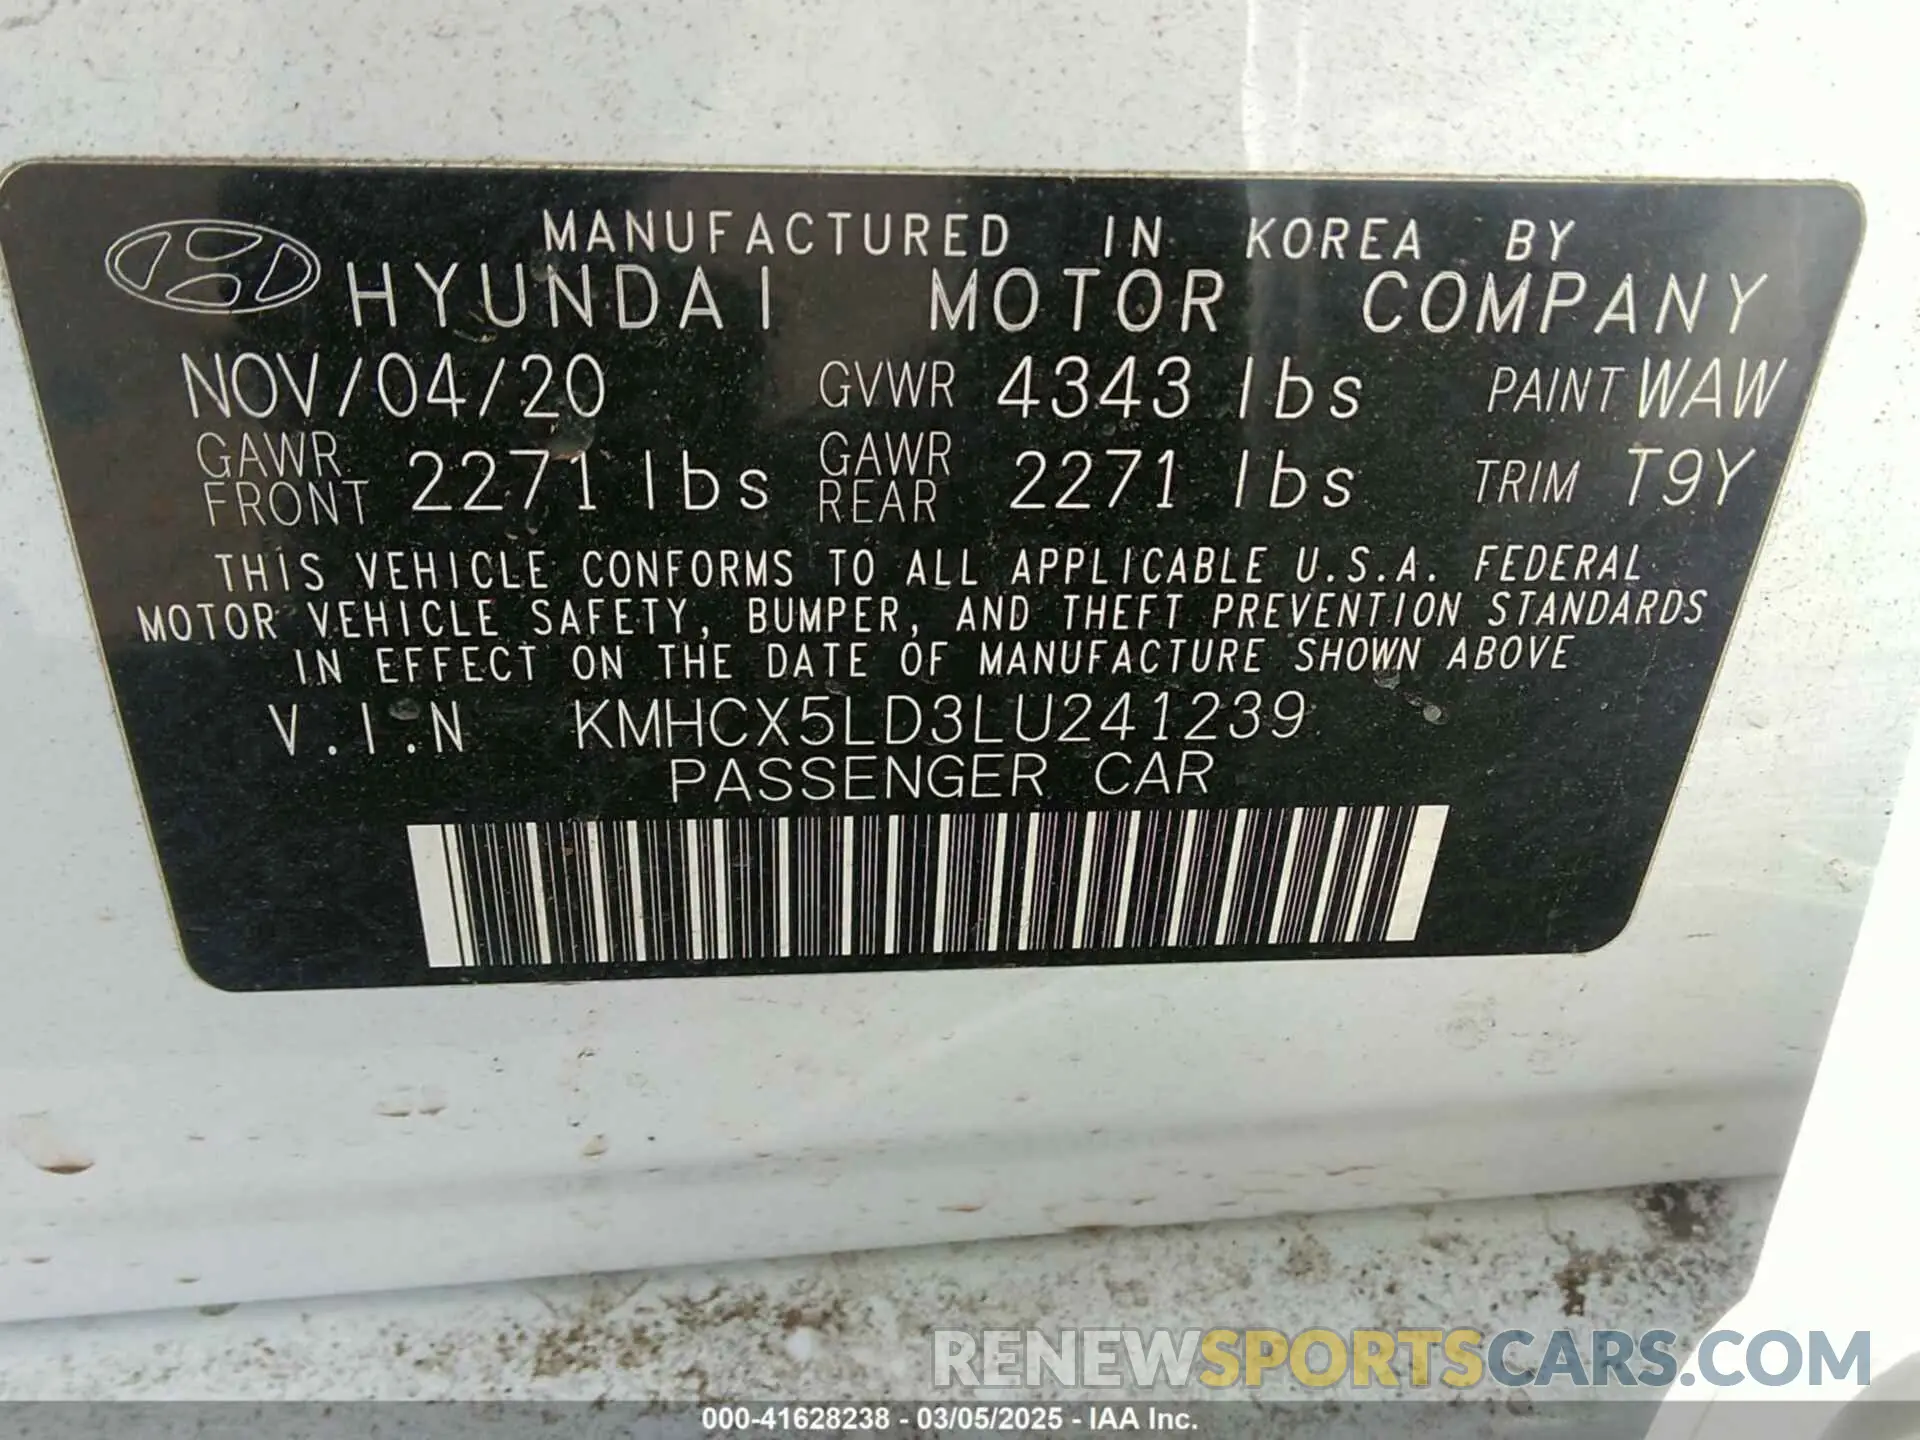 MANUFACTURED IN KOREA BY
HYUNDAI MOTOR COMPANY
NOV/04/20 GVWR 4343 lbs PAINT WAW
GAWR FRONT 2271 lbs GAWR REAR 2271 lbs TRIM T9Y
THIS VEHICLE CONFORMS TO ALL APPLICABLE U.S.A. FEDERAL
MOTOR VEHICLE SAFETY, BUMPER, AND THEFT PREVENTION STANDARDS
IN EFFECT ON THE DATE OF MANUFACTURE SHOWN ABOVE
V.I.N KMHCX5LD3LU241239
PASSENGER CAR
RENEWSPORTSCARS.COM
000-41628238 - 03/05/2025 - IAA Inc.